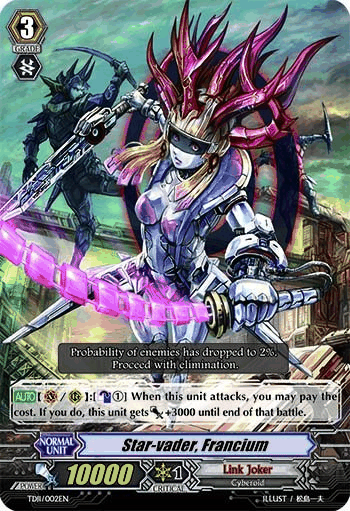 3
GRADE
Probability of enemies has dropped to 2%.
Proceed with elimination.
AUTO [ / ]:[ ①] When this unit attacks, you may pay the
cost. If you do, this unit gets +3000 until end of that battle.
NORMAL
UNIT
Star-vader, Francium
POWER
10000
1
CRITICAL
Link Joker
Cyberoid
TD11/002EN
ILLUST / 松島一夫